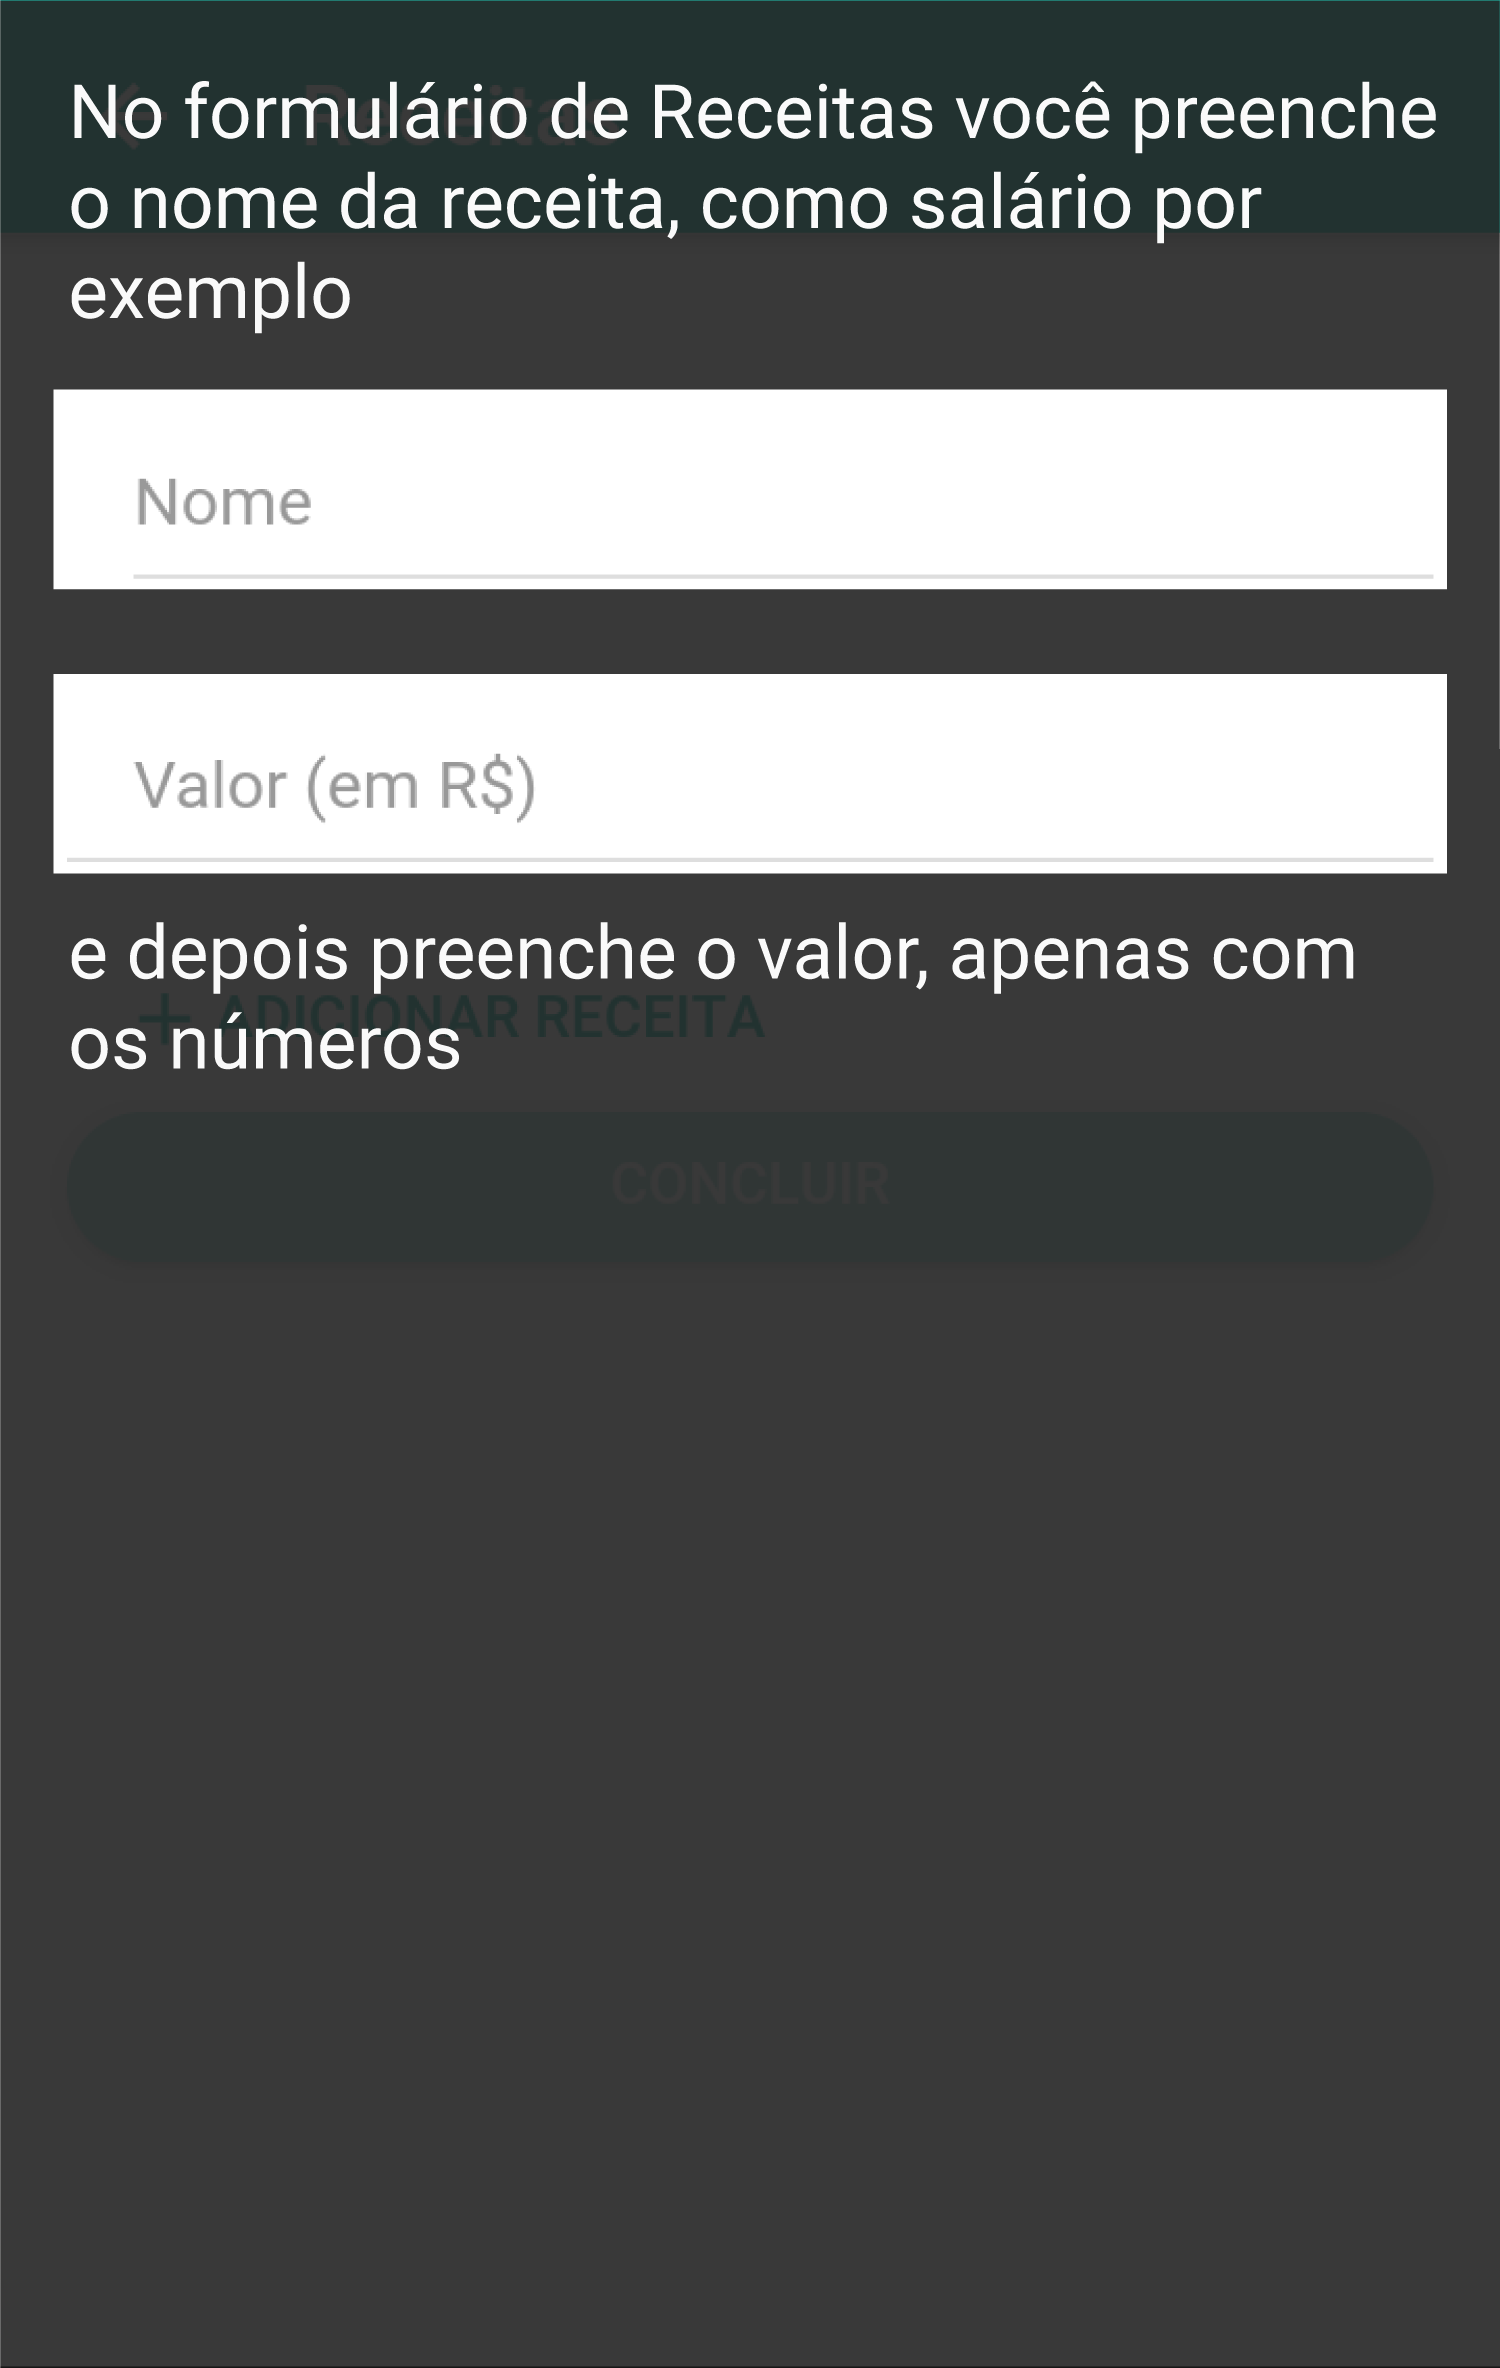 Receitas
No formulário de Receitas você preenche
o nome da receita, como salário por
exemplo
Nome
Valor (em R$)
e depois preenche o valor, apenas com
+ ADICIONAR RECEITA
os números
CONCLUIR